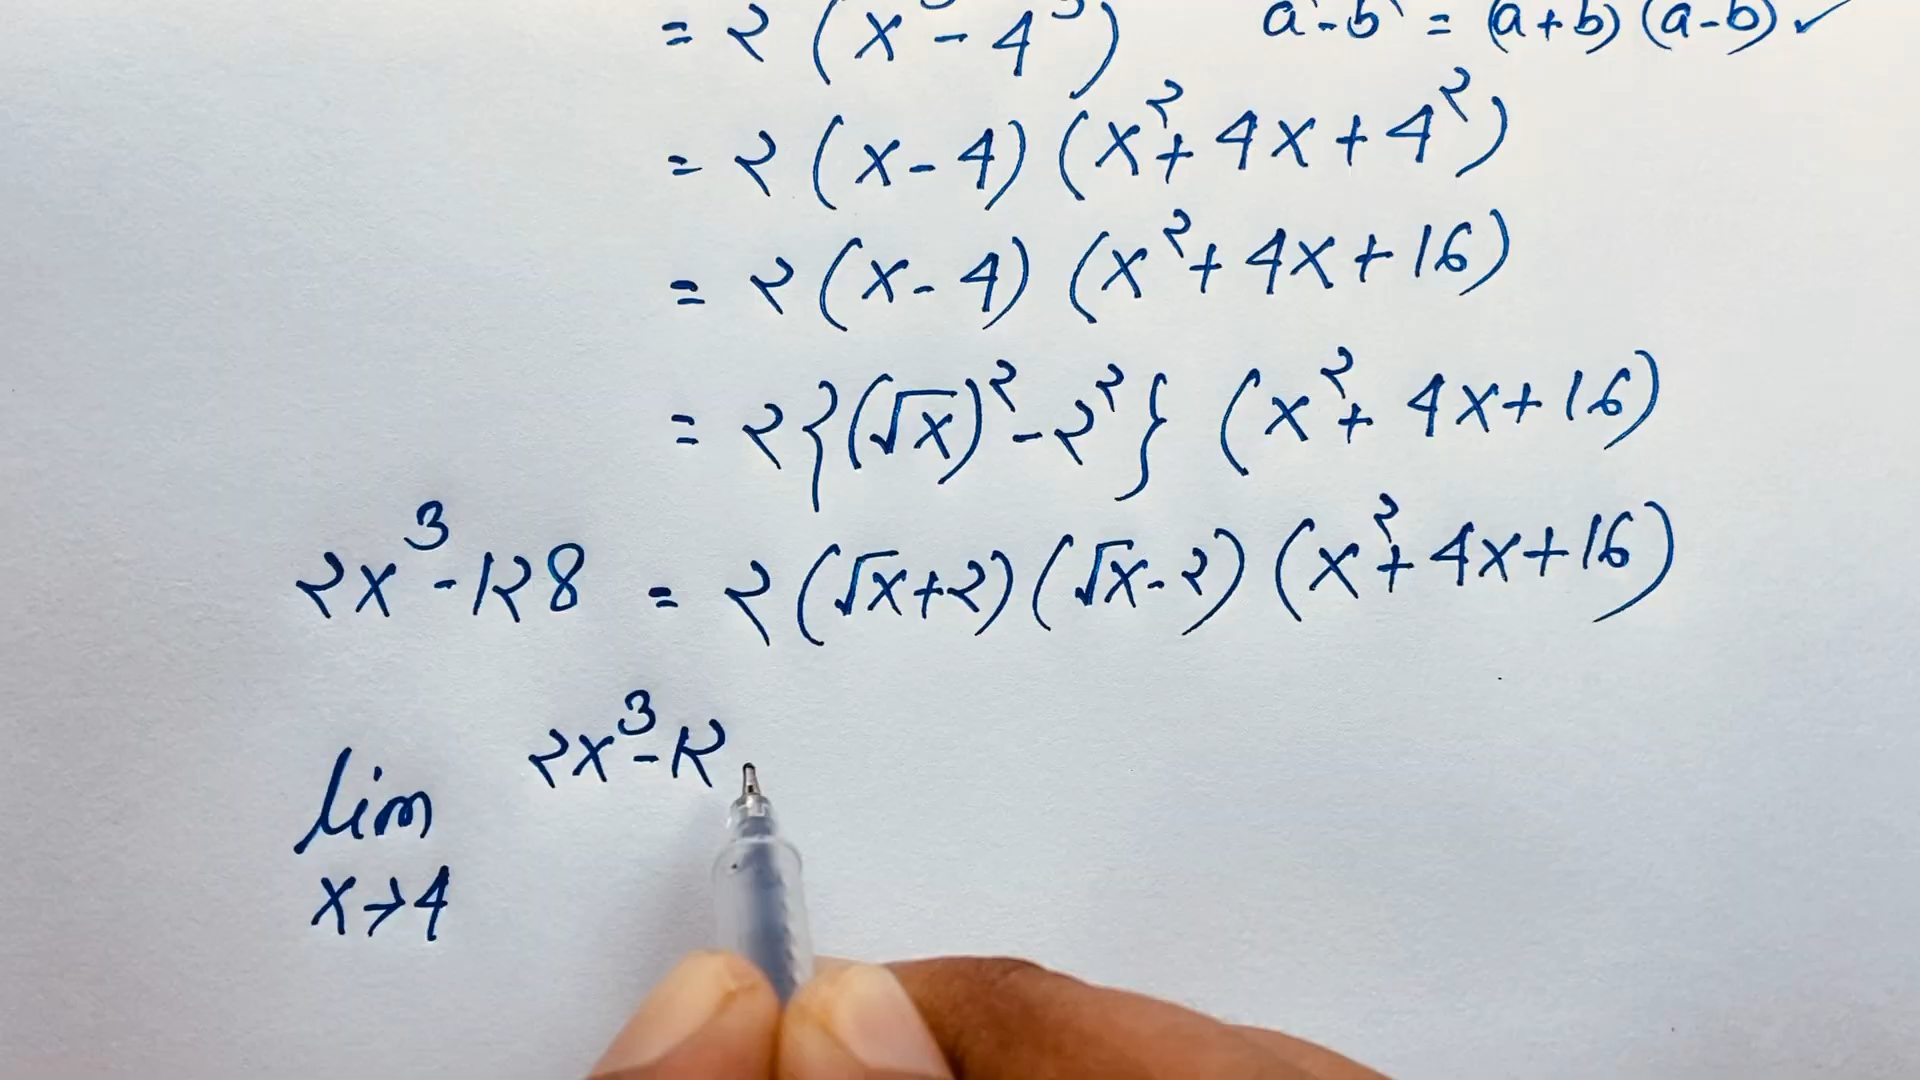 = 2 (x³ - 4³) a² - b² = (a+b) (a-b) ✓
= 2 (x-4) (x² + 4x + 4²)
= 2 (x-4) (x² + 4x + 16)
= 2 {(√x)² - 2²} (x² + 4x + 16)
2x³ - 128 = 2 (√x+2) (√x-2) (x² + 4x + 16)
2x³ - 12
lim
x→4